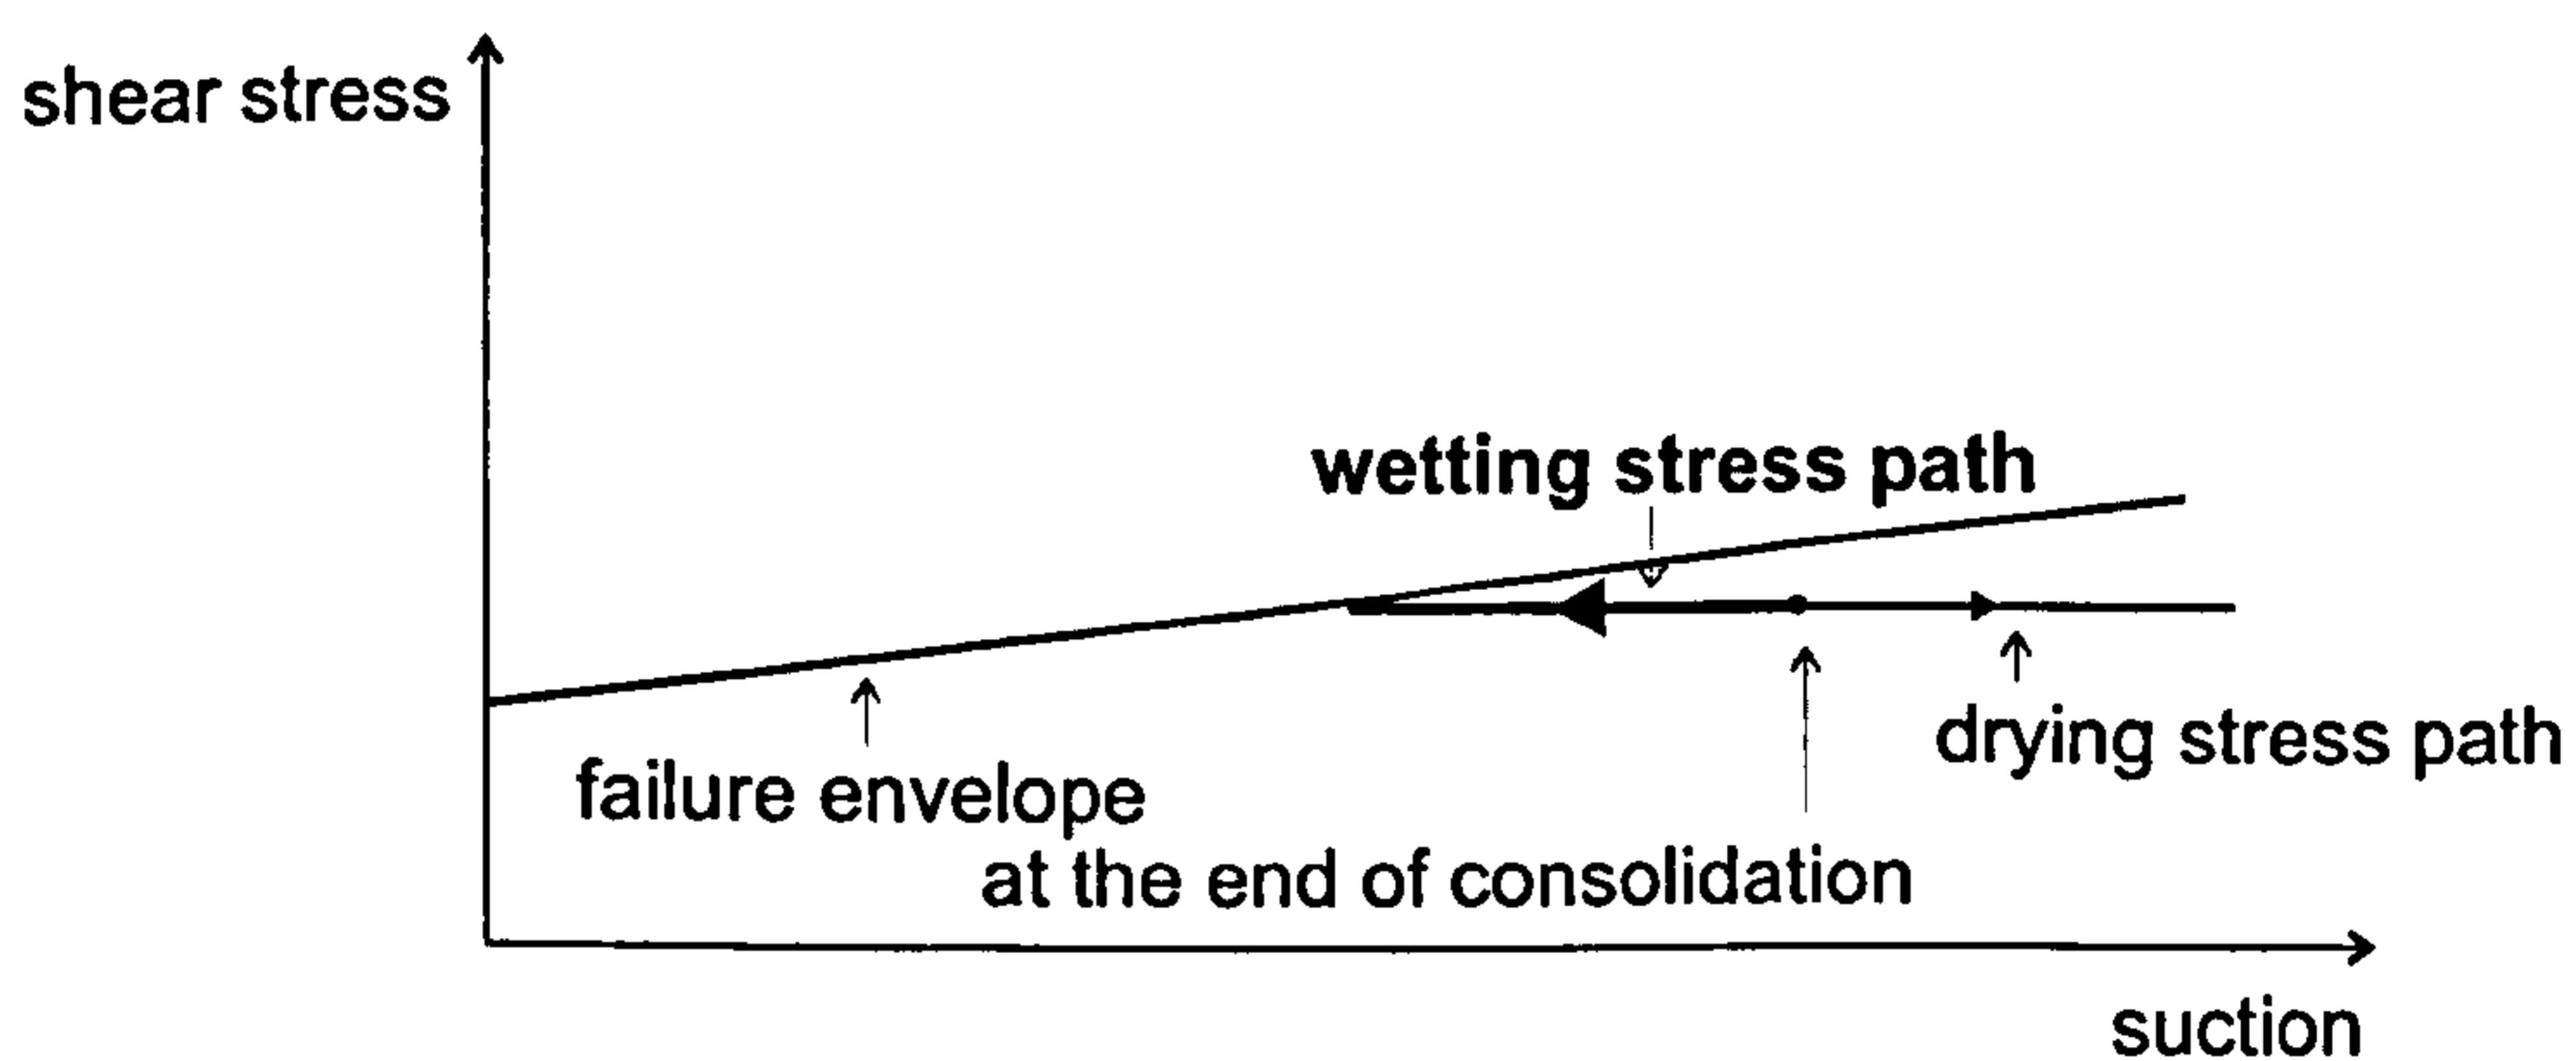 shear stress
wetting stress path
drying stress path
failure envelope
at the end of consolidation
suction